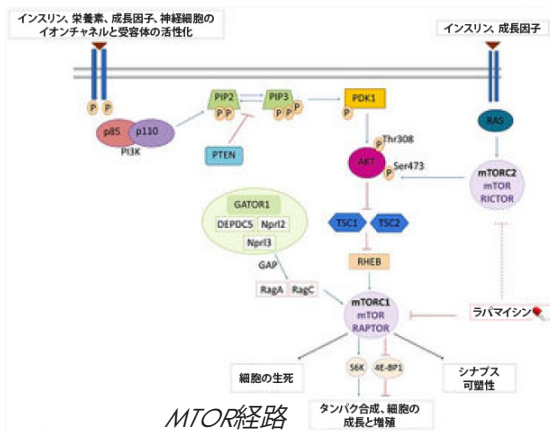 インスリン、栄養素、成長因子、神経細胞の
イオンチャネルと受容体の活性化
インスリン, 成長因子
P P
p85 p110
PI3K
PIP2
P P
PIP3
P P P
PTEN
PDK1
P
P Thr308
AKT
P Ser473
RAS
mTORC2
mTOR
RICTOR
GATOR1
DEPDC5 Nprl2
Nprl3
GAP
RagA RagC
TSC1 TSC2
RHEB
mTORC1
mTOR
RAPTOR
ラパマイシン
細胞の生死
S6K 4E-BP1
シナプス
可塑性
タンパク合成、細胞の
成長と増殖
MTOR経路